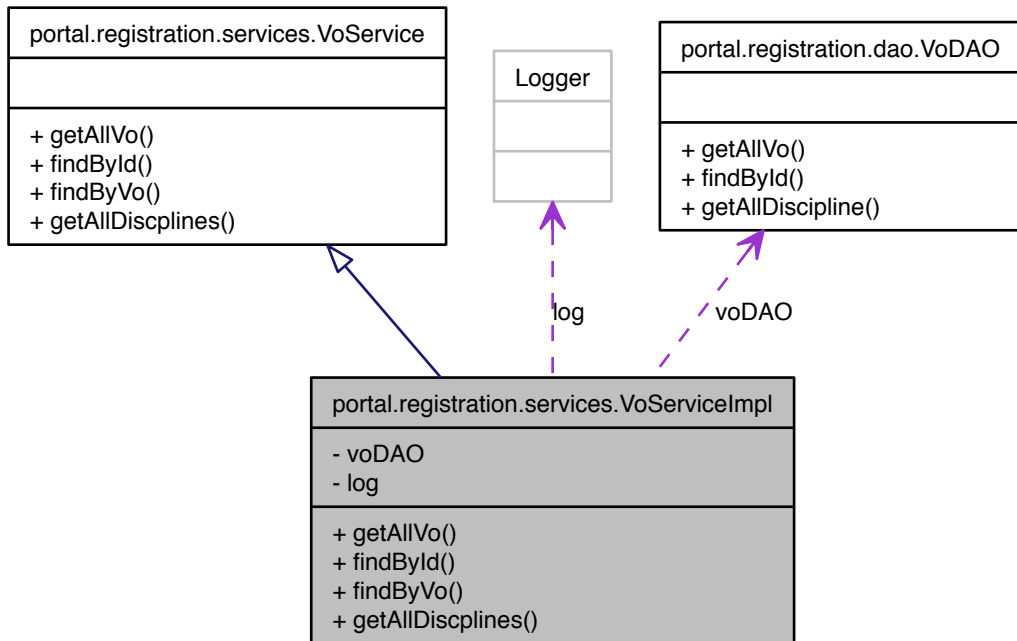 portal.registration.services.VoService
+ getAllVo()
+ findById()
+ findByVo()
+ getAllDiscplines()
Logger
portal.registration.dao.VoDAO
+ getAllVo()
+ findById()
+ getAllDiscipline()
log
voDAO
portal.registration.services.VoServiceImpl
- voDAO
- log
+ getAllVo()
+ findById()
+ findByVo()
+ getAllDiscplines()